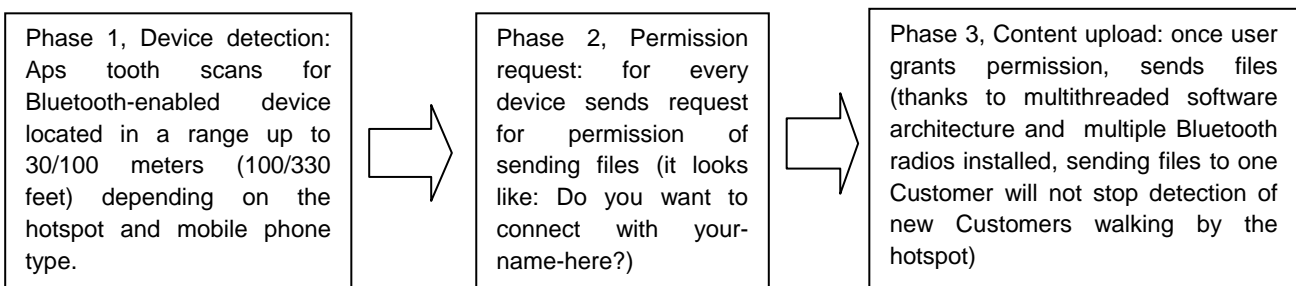 Phase 1, Device detection:
Aps tooth scans for
Bluetooth-enabled device
located in a range up to
30/100 meters (100/330
feet) depending on the
hotspot and mobile phone
type.
Phase 2, Permission
request: for every
device sends request
for permission of
sending files (it looks
like: Do you want to
connect with your-
name-here?)
Phase 3, Content upload: once user
grants permission, sends files
(thanks to multithreaded software
architecture and multiple Bluetooth
radios installed, sending files to one
Customer will not stop detection of
new Customers walking by the
hotspot)